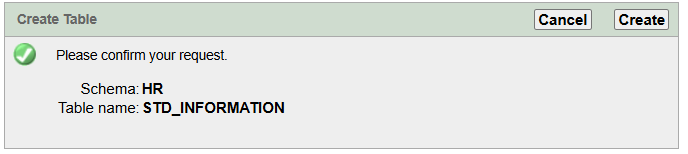 Create Table
Cancel
Create
Please confirm your request.
Schema: HR
Table name: STD_INFORMATION